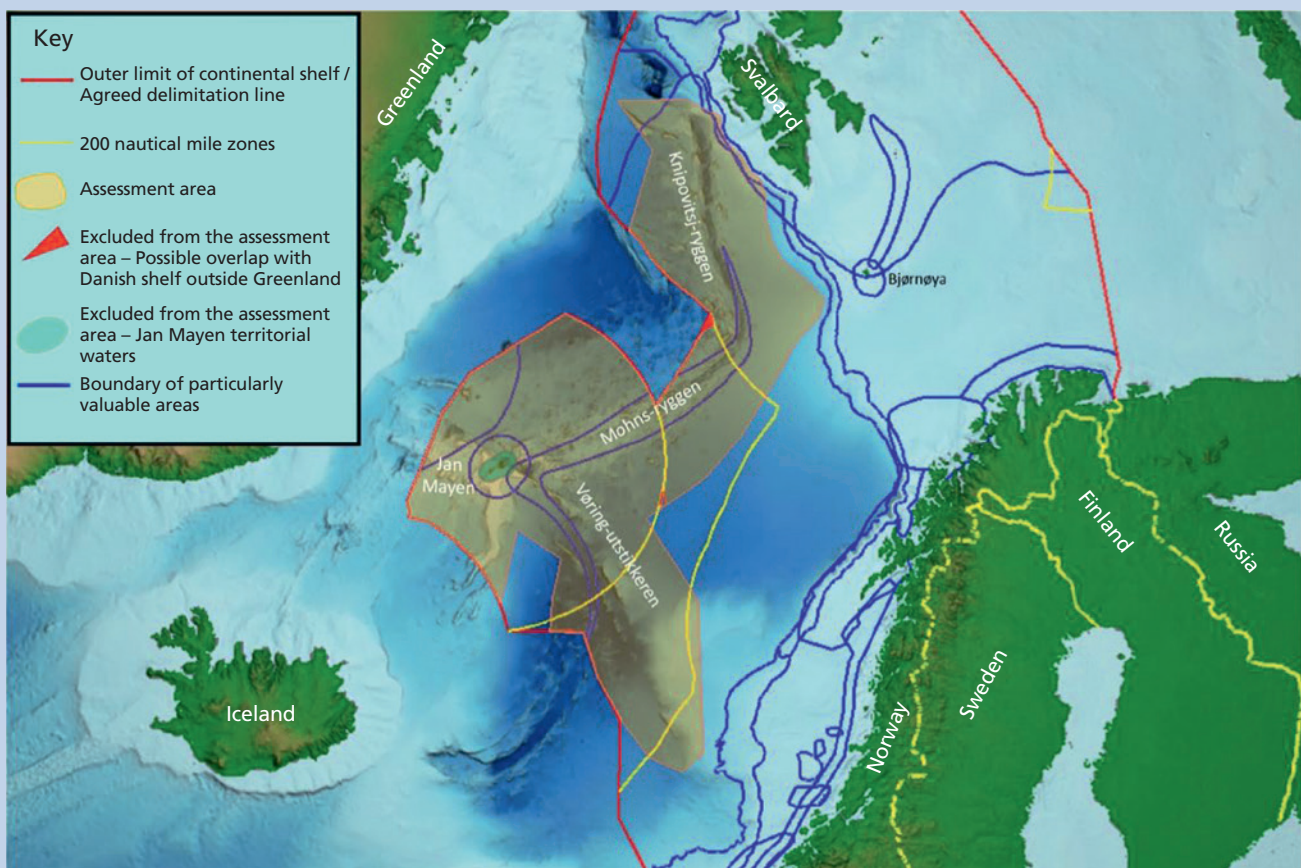 Key
Outer limit of continental shelf /
Agreed delimitation line
200 nautical mile zones
Assessment area
Excluded from the assessment
area – Possible overlap with
Danish shelf outside Greenland
Excluded from the assessment
area – Jan Mayen territorial
waters
Boundary of particularly
valuable areas
Greenland
Svalbard
Knipovitsj-ryggen
Bjørnøya
Mohns-ryggen
Jan
Mayen
Vøring-utstikkeren
Finland
Russia
Sweden
Norway
Iceland